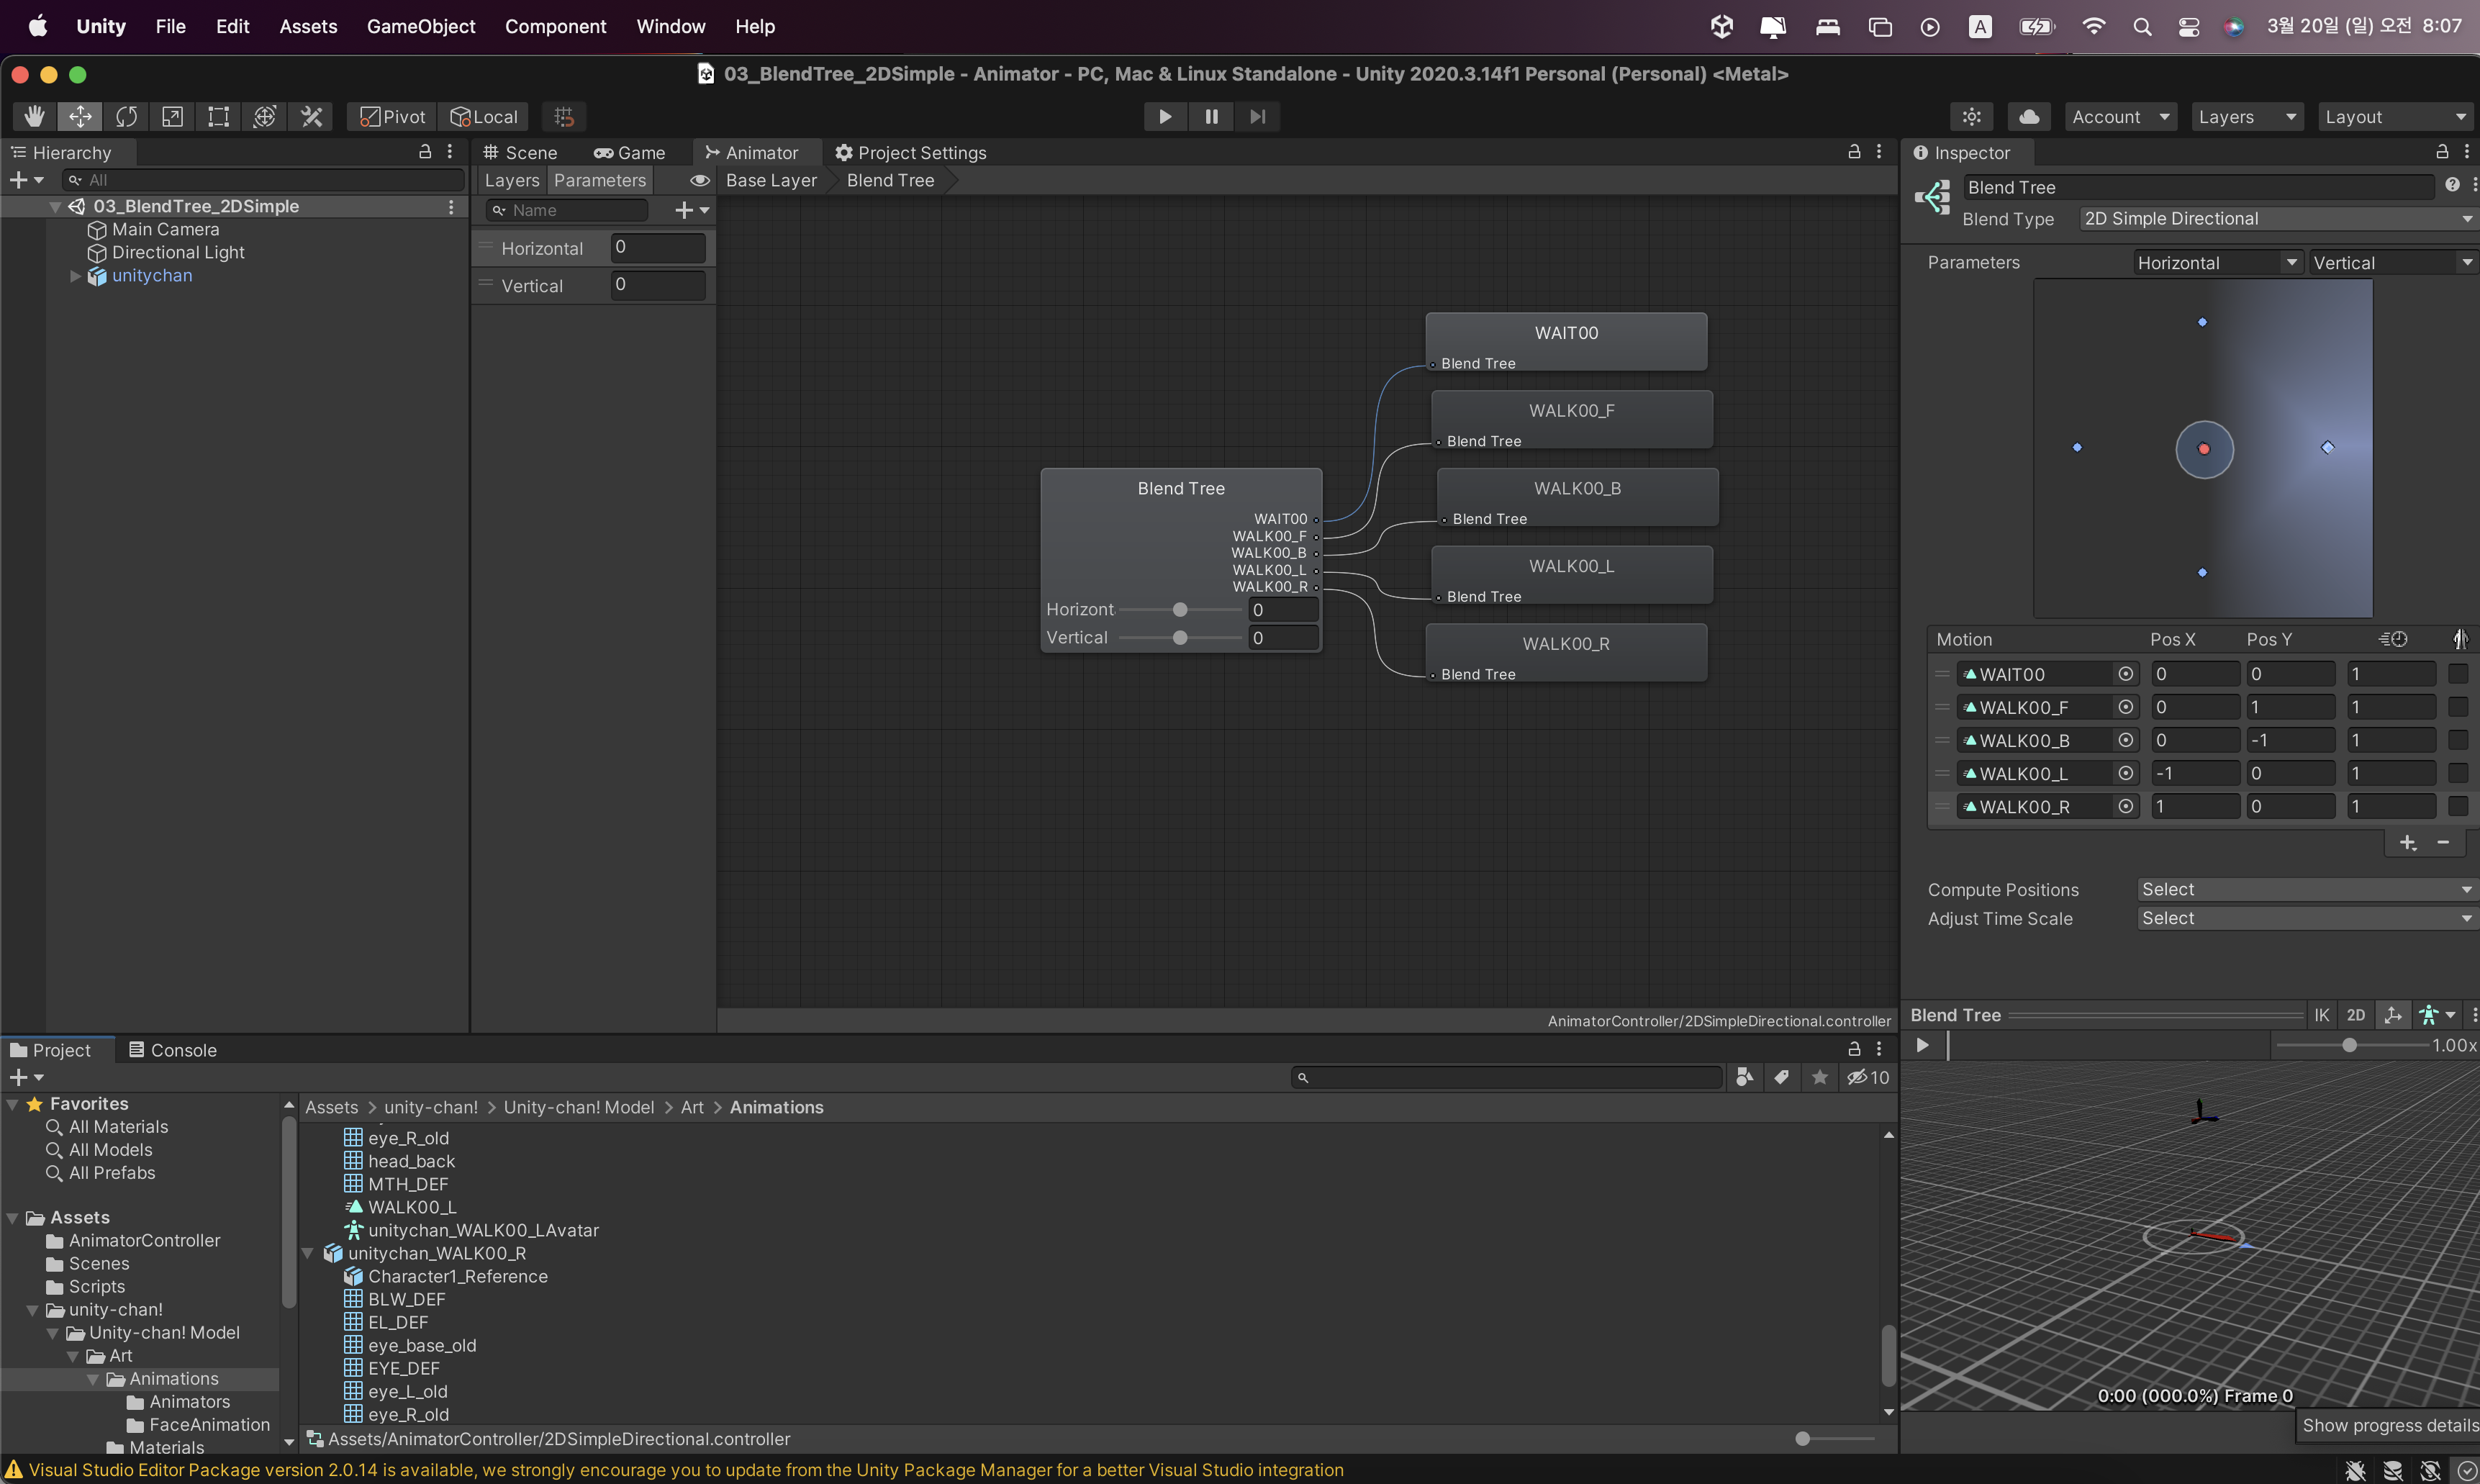 Unity File Edit Assets GameObject Component Window Help A 3월 20일 (일) 오전 8:07
03_BlendTree_2DSimple - Animator - PC, Mac & Linux Standalone - Unity 2020.3.14f1 Personal (Personal) <Metal>
Pivot Local Account Layers Layout
Hierarchy
All
03_BlendTree_2DSimple
Main Camera
Directional Light
unitychan
Scene Game Animator Project Settings
Layers Parameters Base Layer Blend Tree
Name
Horizontal 0
Vertical 0
WAIT00
Blend Tree
WALK00_F
Blend Tree
WALK00_B
Blend Tree
WALK00_L
Blend Tree
WALK00_R
Blend Tree
Blend Tree
WAIT00
WALK00_F
WALK00_B
WALK00_L
WALK00_R
Horizont 0
Vertical 0
AnimatorController/2DSimpleDirectional.controller
Inspector
Blend Tree
Blend Type 2D Simple Directional
Parameters Horizontal Vertical
Motion Pos X Pos Y
WAIT00 0 0 1
WALK00_F 0 1 1
WALK00_B 0 -1 1
WALK00_L -1 0 1
WALK00_R 1 0 1
Compute Positions Select
Adjust Time Scale Select
Blend Tree IK 2D
1.00x
0:00 (000.0%) Frame 0
Show progress details
Project Console
10
Favorites
All Materials
All Models
All Prefabs
Assets
AnimatorController
Scenes
Scripts
unity-chan!
Unity-chan! Model
Art
Animations
Animators
FaceAnimation
Materials
Assets > unity-chan! > Unity-chan! Model > Art > Animations
eye_R_old
head_back
MTH_DEF
WALK00_L
unitychan_WALK00_LAvatar
unitychan_WALK00_R
Character1_Reference
BLW_DEF
EL_DEF
eye_base_old
EYE_DEF
eye_L_old
eye_R_old
Assets/AnimatorController/2DSimpleDirectional.controller
Visual Studio Editor Package version 2.0.14 is available, we strongly encourage you to update from the Unity Package Manager for a better Visual Studio integration